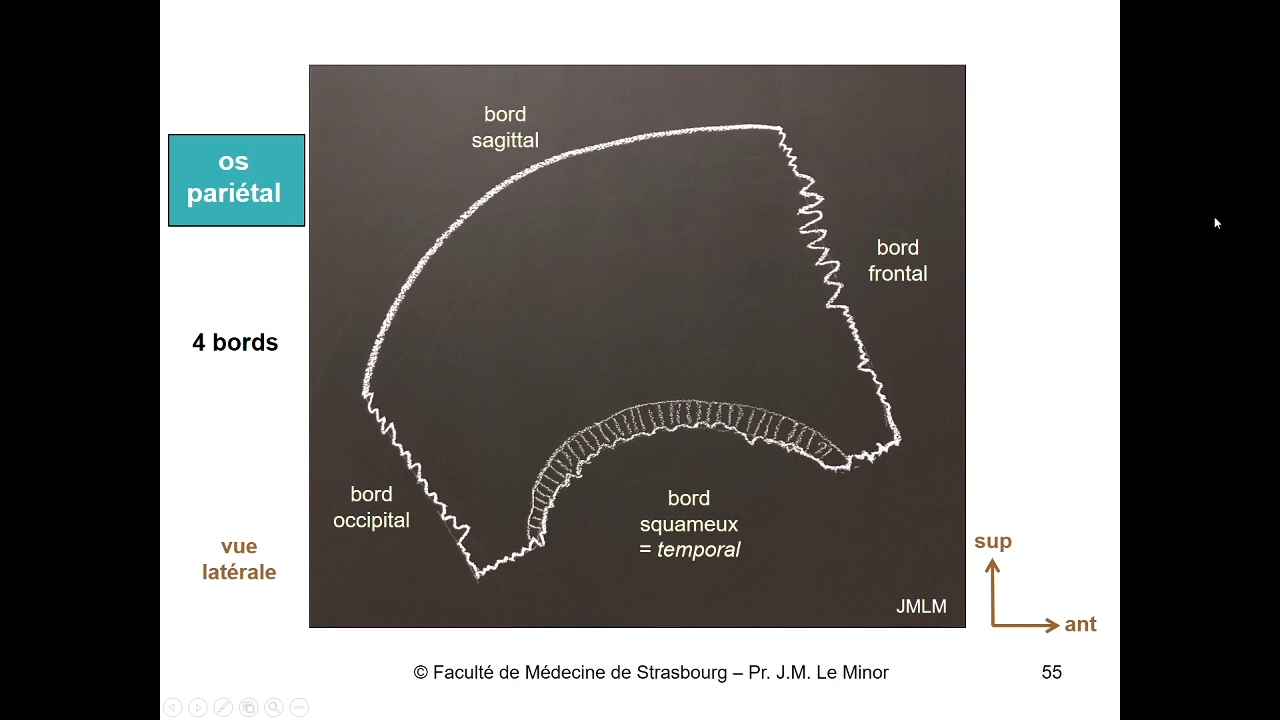 os
pariétal
4 bords
vue
latérale
bord
sagittal
bord
frontal
bord
occipital
bord
squameux
= temporal
JMLM
sup
ant
© Faculté de Médecine de Strasbourg – Pr. J.M. Le Minor
55